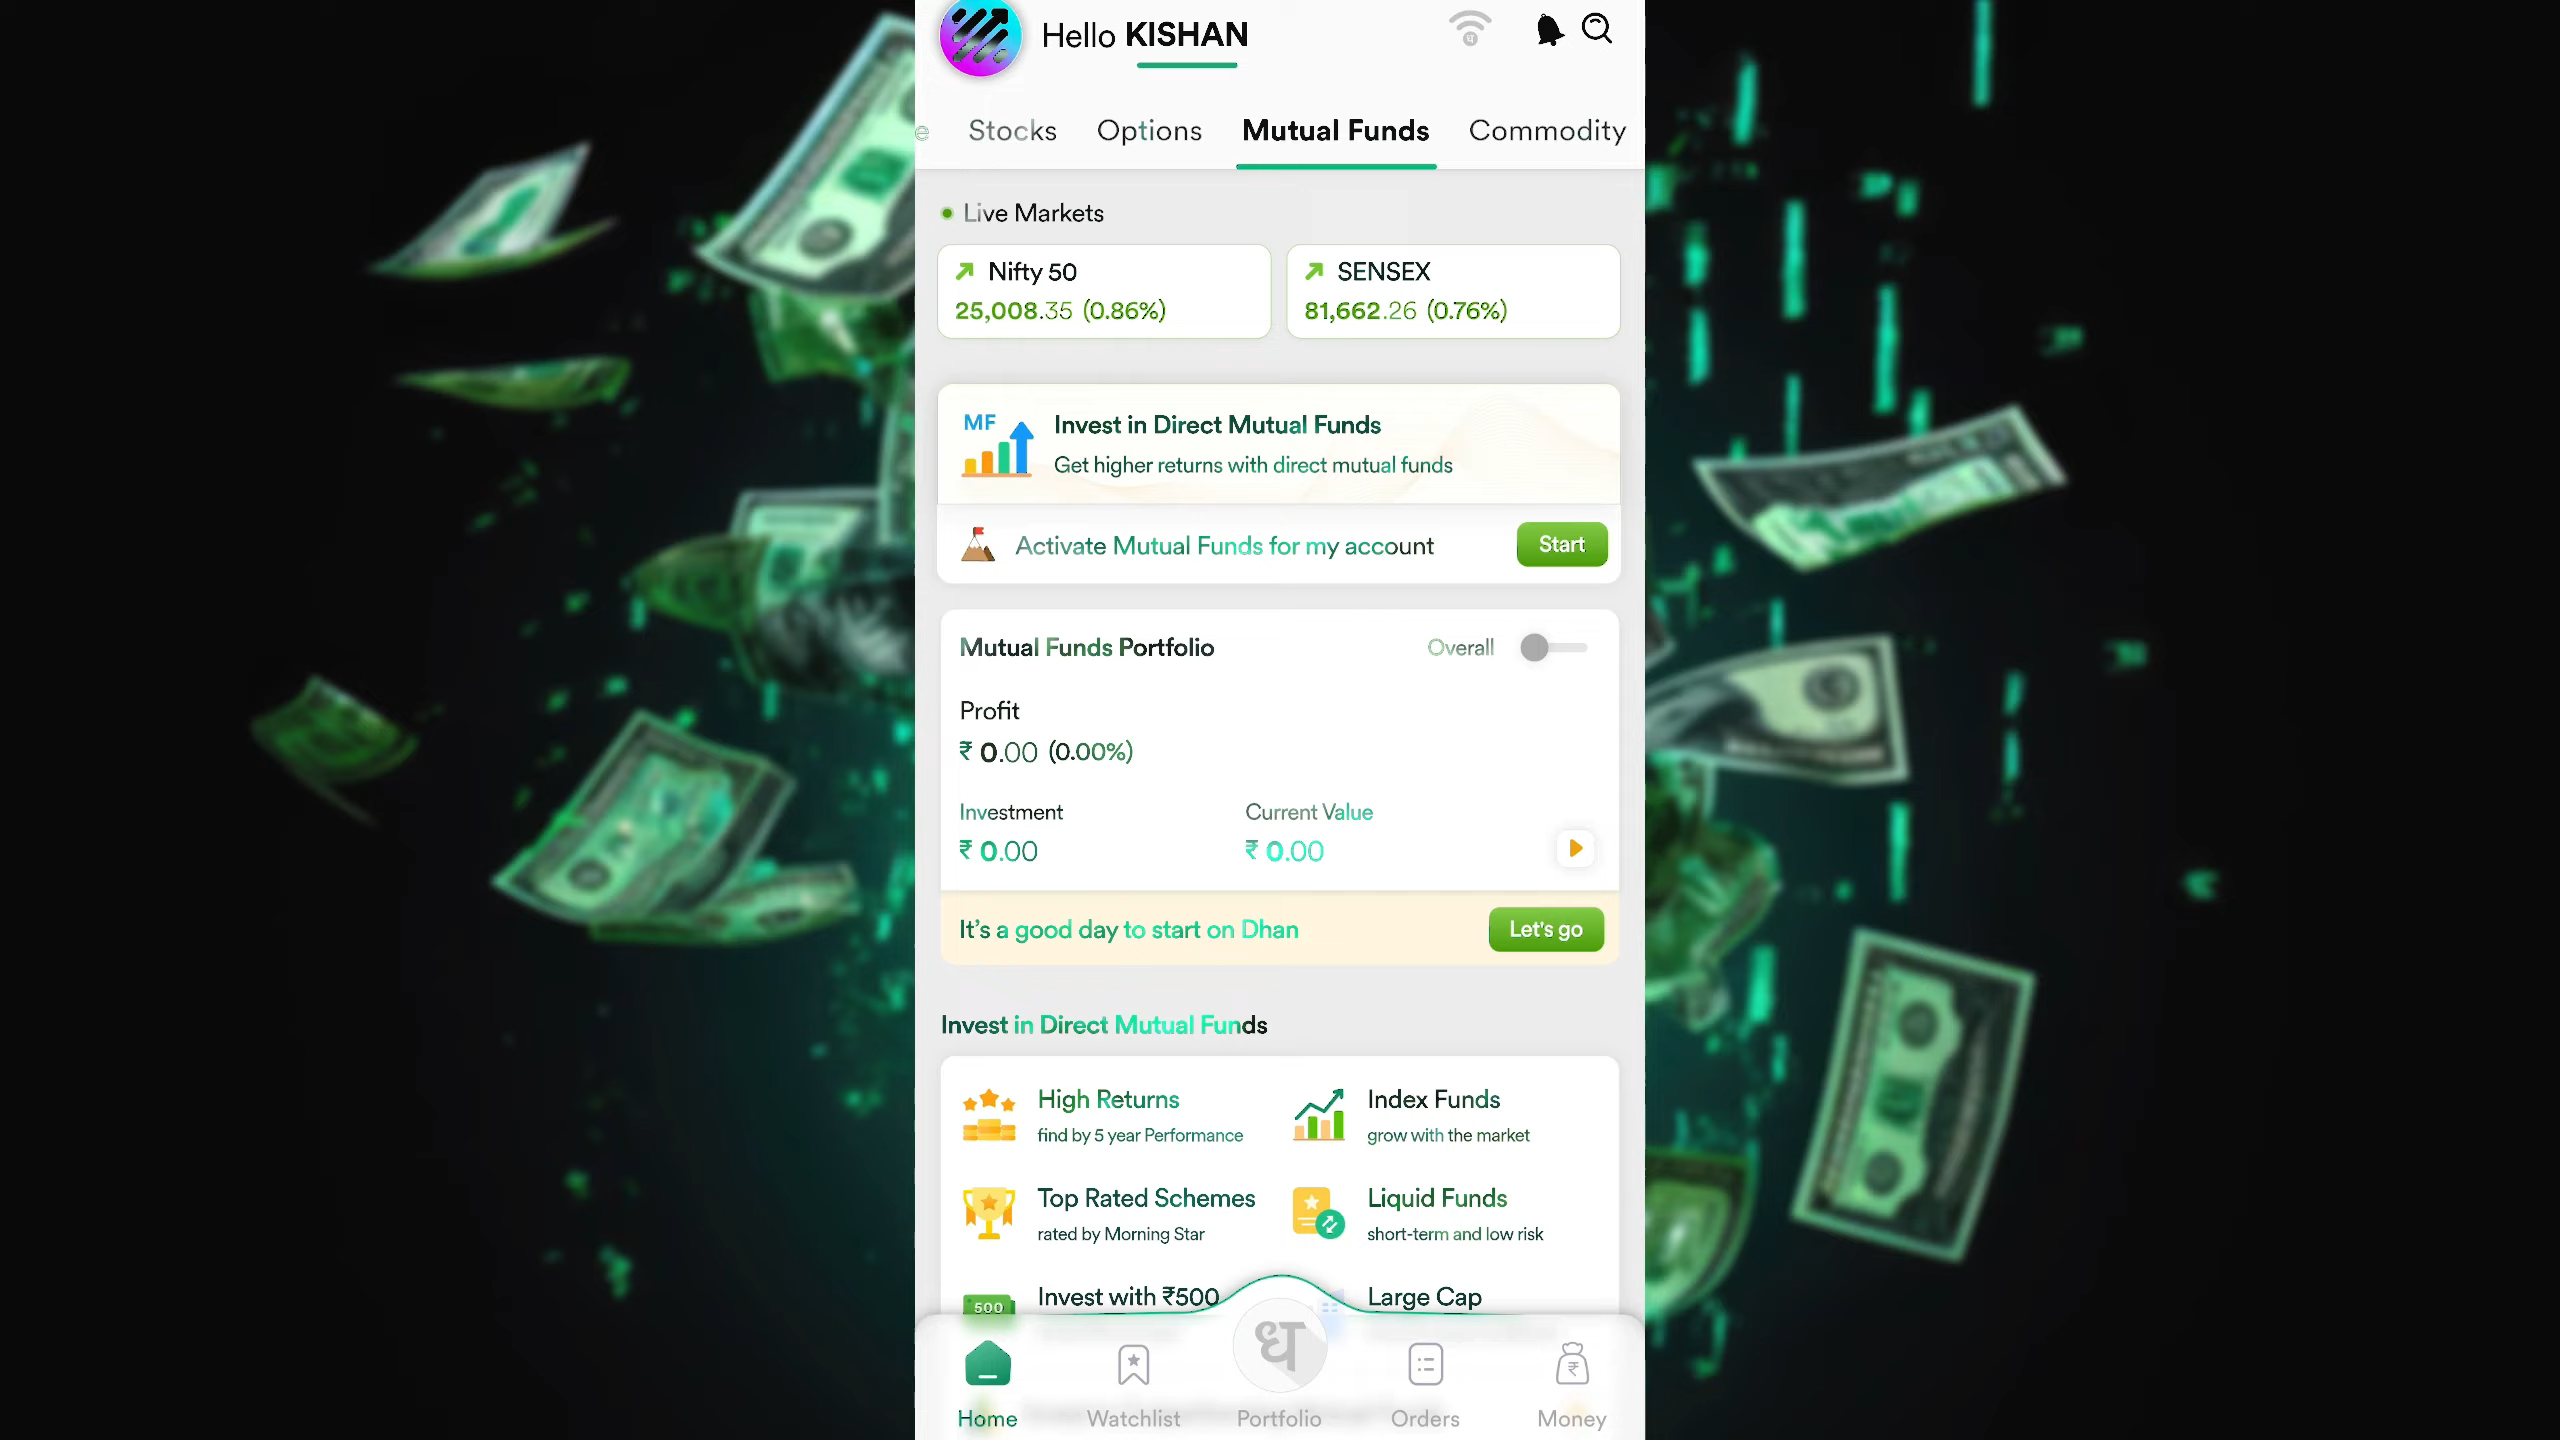 Hello KISHAN
e Stocks Options Mutual Funds Commodity
Live Markets
Nifty 50
25,008.35 (0.86%)
SENSEX
81,662.26 (0.76%)
MF
Invest in Direct Mutual Funds
Get higher returns with direct mutual funds
Activate Mutual Funds for my account
Start
Mutual Funds Portfolio
Overall
Profit
₹ 0.00 (0.00%)
Investment
₹ 0.00
Current Value
₹ 0.00
It's a good day to start on Dhan
Let's go
Invest in Direct Mutual Funds
High Returns
find by 5 year Performance
Index Funds
grow with the market
Top Rated Schemes
rated by Morning Star
Liquid Funds
short-term and low risk
500
Invest with ₹500
Large Cap
ध
Home
Watchlist
Portfolio
Orders
₹
Money